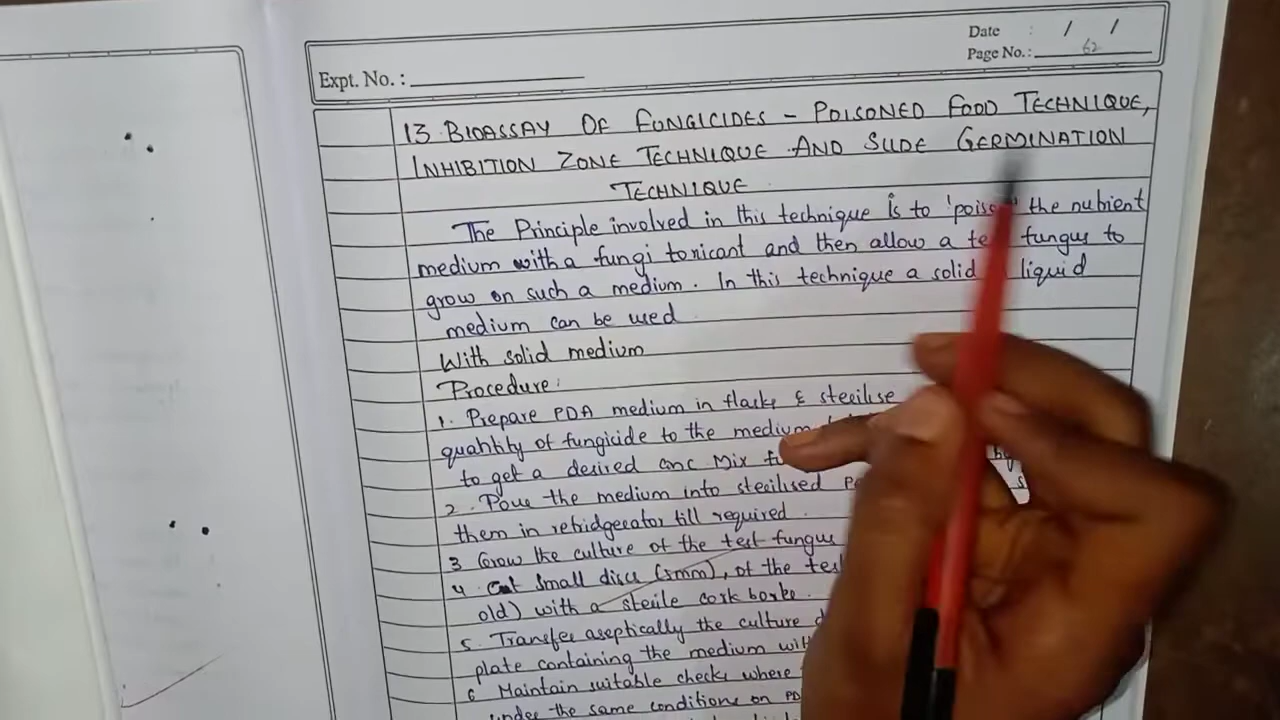 Date : / /
Page No.: 62
Expt. No. :
13. BIOASSAY OF FUNGICIDES - POISONED FOOD TECHNIQUE,
INHIBITION ZONE TECHNIQUE AND SLIDE GERMINATION
TECHNIQUE
The Principle involved in this technique is to 'poison' the nutrient
medium with a fungi toxicant and then allow a test fungus to
grow on such a medium. In this technique a solid liquid
medium can be used
With solid medium
Procedure:
1. Prepare PDA medium in flasks & sterilise
quantity of fungicide to the medium
to get a desired conc Mix
2. Pour the medium into sterilised
them in refridgerator till required.
3 Grow the culture of the test fungus
4. Cut small discs (5mm), of the test
old) with a sterile cork borke.
5. Transfer aseptically the culture
plate containing the medium with
6 Maintain suitable checks where
under the same conditions on PD